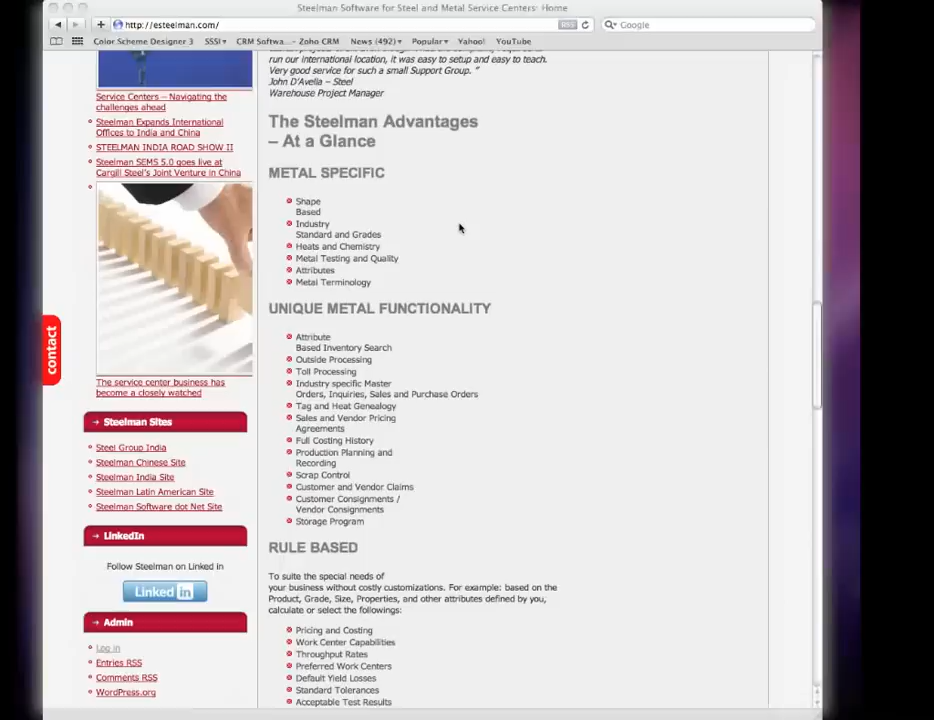 Steelman Software for Steel and Metal Service Centers: Home
http://esteelman.com/
RSS
Google
Color Scheme Designer 3
SSSI
CRM Softwa...- Zoho CRM
News (492)
Popular
Yahoo!
YouTube
Service Centers – Navigating the
challenges ahead
Steelman Expands International
Offices to India and China
STEELMAN INDIA ROAD SHOW II
Steelman SEMS 5.0 goes live at
Cargill Steel's Joint Venture in China
The service center business has
become a closely watched
contact
Steelman Sites
Steel Group India
Steelman Chinese Site
Steelman India Site
Steelman Latin American Site
Steelman Software dot Net Site
LinkedIn
Follow Steelman on Linked in
Linked in
Admin
Log in
Entries RSS
Comments RSS
WordPress.org
run our international location, it was easy to setup and easy to teach.
Very good service for such a small Support Group. "
John D'Avella – Steel
Warehouse Project Manager
The Steelman Advantages
– At a Glance
METAL SPECIFIC
Shape
Based
Industry
Standard and Grades
Heats and Chemistry
Metal Testing and Quality
Attributes
Metal Terminology
UNIQUE METAL FUNCTIONALITY
Attribute
Based Inventory Search
Outside Processing
Toll Processing
Industry specific Master
Orders, Inquiries, Sales and Purchase Orders
Tag and Heat Genealogy
Sales and Vendor Pricing
Agreements
Full Costing History
Production Planning and
Recording
Scrap Control
Customer and Vendor Claims
Customer Consignments /
Vendor Consignments
Storage Program
RULE BASED
To suite the special needs of
your business without costly customizations. For example: based on the
Product, Grade, Size, Properties, and other attributes defined by you,
calculate or select the followings:
Pricing and Costing
Work Center Capabilities
Throughput Rates
Preferred Work Centers
Default Yield Losses
Standard Tolerances
Acceptable Test Results